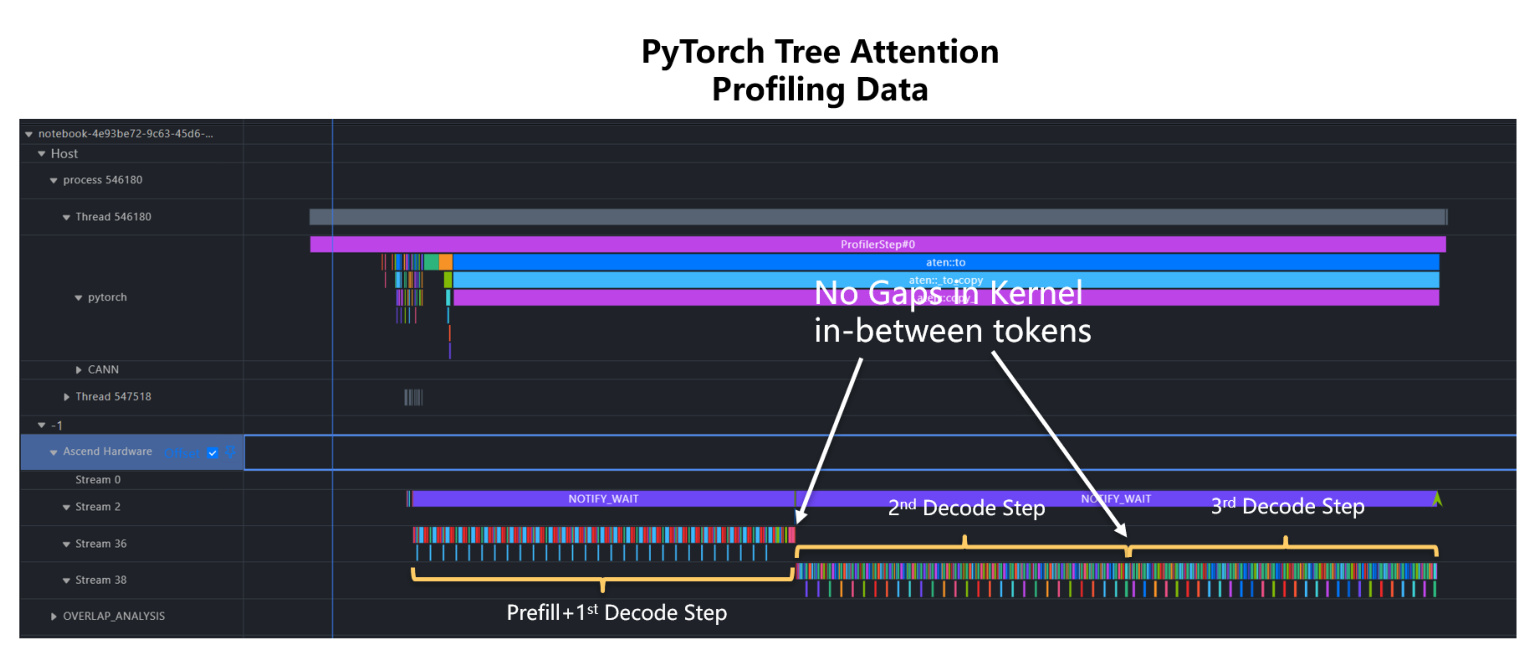 PyTorch Tree Attention
Profiling Data
notebook-4e93be72-9c63-45d6-...
Host
process 546180
Thread 546180
ProfilerStep#0
aten::to
aten::_to_copy
pytorch
No Gaps in Kernel
in-between tokens
CANN
Thread 547518
-1
Ascend Hardware
Stream 0
Stream 2
NOTIFY_WAIT
NOTIFY_WAIT
2nd Decode Step
3rd Decode Step
Stream 36
Stream 38
Prefill+1st Decode Step
OVERLAP_ANALYSIS